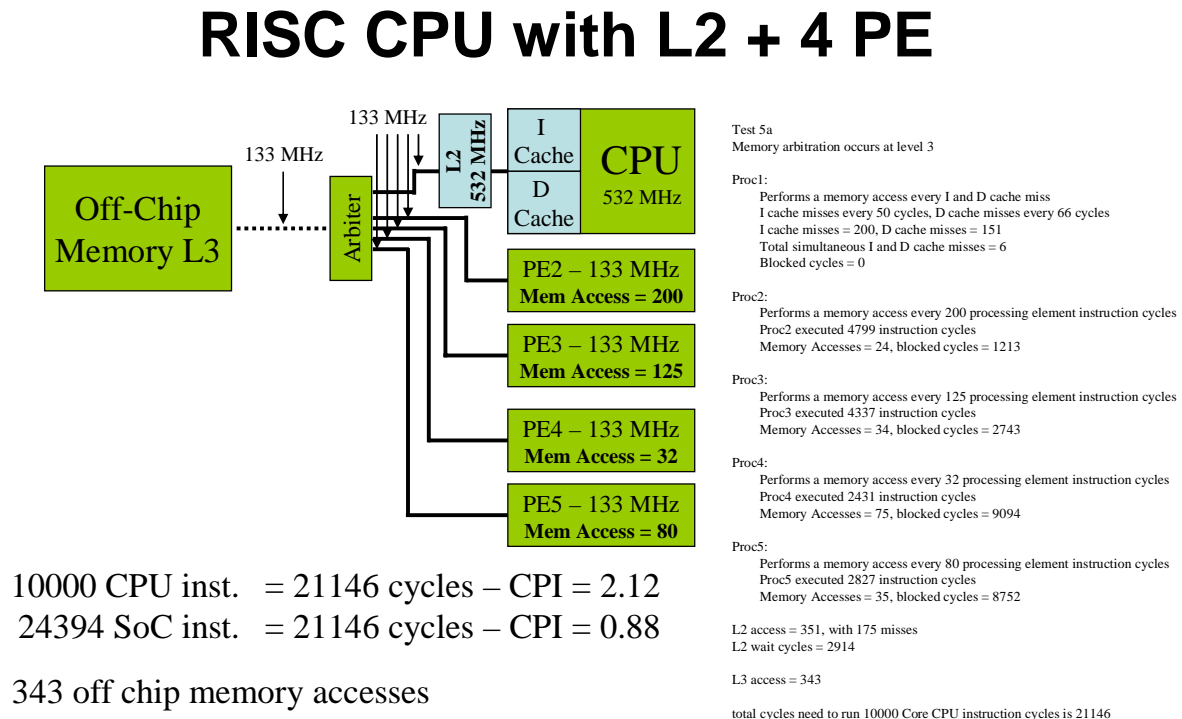 RISC CPU with L2 + 4 PE
133 MHz
133 MHz
Off-Chip
Memory L3
Arbiter
L2
532 MHz
I
Cache
D
Cache
CPU
532 MHz
PE2 – 133 MHz
Mem Access = 200
PE3 – 133 MHz
Mem Access = 125
PE4 – 133 MHz
Mem Access = 32
PE5 – 133 MHz
Mem Access = 80
10000 CPU inst. = 21146 cycles – CPI = 2.12
24394 SoC inst. = 21146 cycles – CPI = 0.88
343 off chip memory accesses
Test 5a
Memory arbitration occurs at level 3
Proc1:
Performs a memory access every I and D cache miss
I cache misses every 50 cycles, D cache misses every 66 cycles
I cache misses = 200, D cache misses = 151
Total simultaneous I and D cache misses = 6
Blocked cycles = 0
Proc2:
Performs a memory access every 200 processing element instruction cycles
Proc2 executed 4799 instruction cycles
Memory Accesses = 24, blocked cycles = 1213
Proc3:
Performs a memory access every 125 processing element instruction cycles
Proc3 executed 4337 instruction cycles
Memory Accesses = 34, blocked cycles = 2743
Proc4:
Performs a memory access every 32 processing element instruction cycles
Proc4 executed 2431 instruction cycles
Memory Accesses = 75, blocked cycles = 9094
Proc5:
Performs a memory access every 80 processing element instruction cycles
Proc5 executed 2827 instruction cycles
Memory Accesses = 35, blocked cycles = 8752
L2 access = 351, with 175 misses
L2 wait cycles = 2914
L3 access = 343
total cycles need to run 10000 Core CPU instruction cycles is 21146